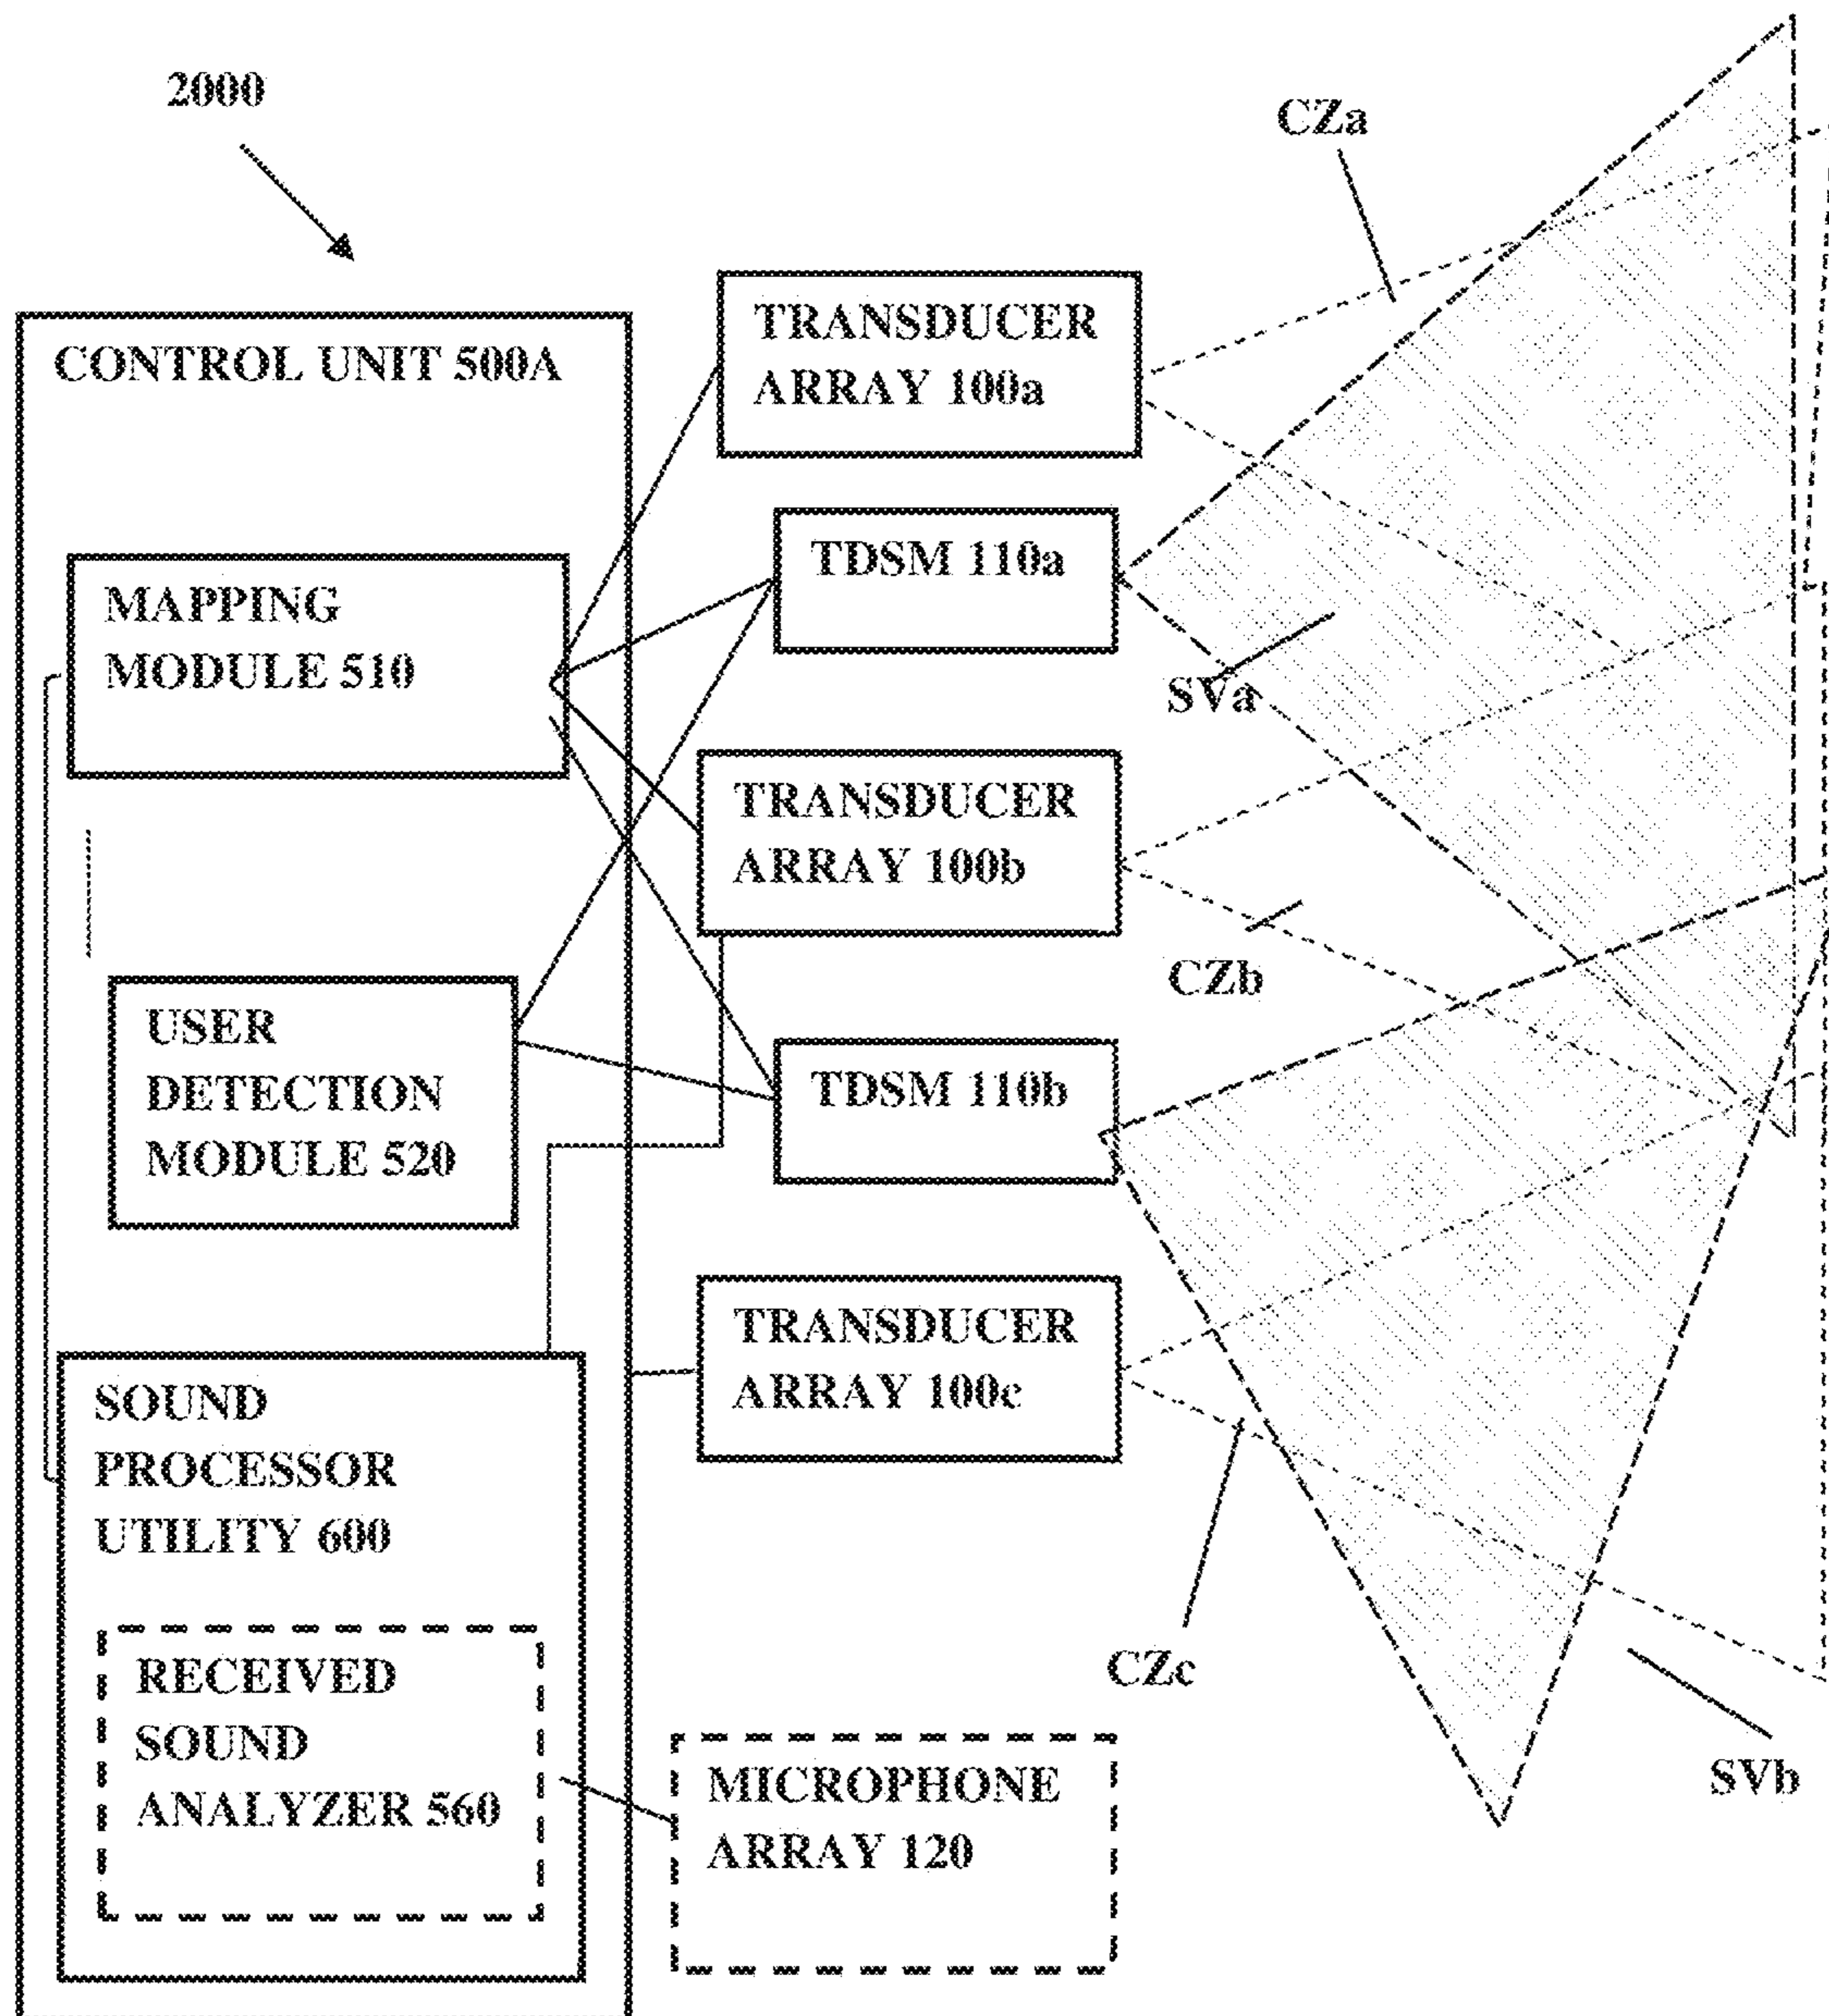 2000
CZa
CONTROL UNIT 500A
TRANSDUCER
ARRAY 100a
MAPPING
MODULE 510
TDSM 110a
SVa
TRANSDUCER
ARRAY 100b
CZb
USER
DETECTION
MODULE 520
TDSM 110b
SOUND
PROCESSOR
UTILITY 600
TRANSDUCER
ARRAY 100c
RECEIVED
SOUND
ANALYZER 560
CZc
MICROPHONE
ARRAY 120
SVb